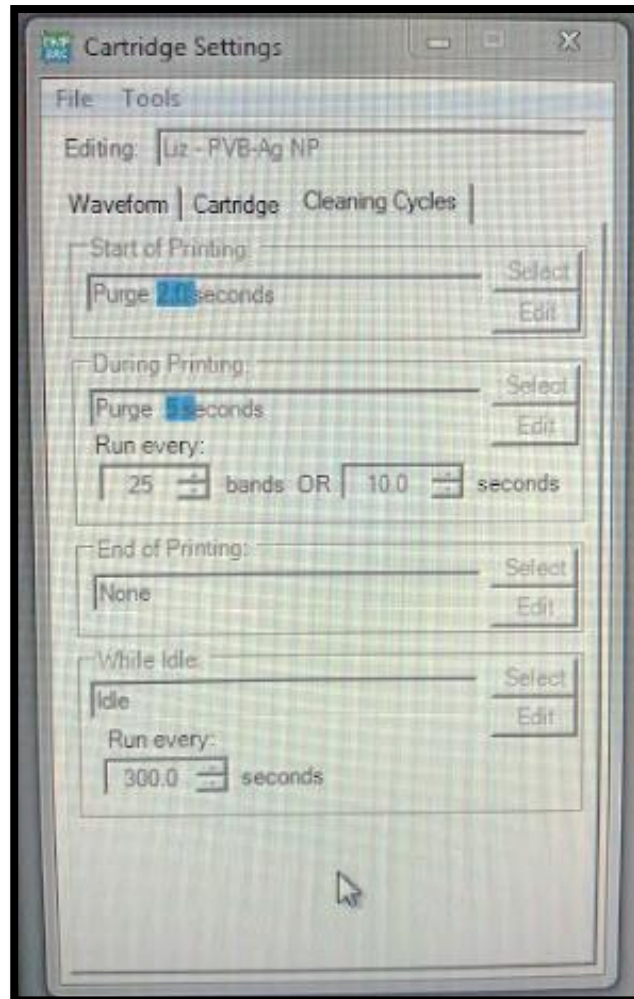 Cartridge Settings
File Tools
Editing: Liz - PVB-Ag NP
Waveform Cartridge Cleaning Cycles
Start of Printing:
Select
Purge 2.0 seconds
Edit
During Printing:
Select
Purge 5 seconds
Edit
Run every:
25 bands OR 10.0 seconds
End of Printing:
Select
None
Edit
While Idle:
Select
Idle
Edit
Run every:
300.0 seconds